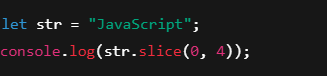 let str = "JavaScript";
console.log(str.slice(0, 4));